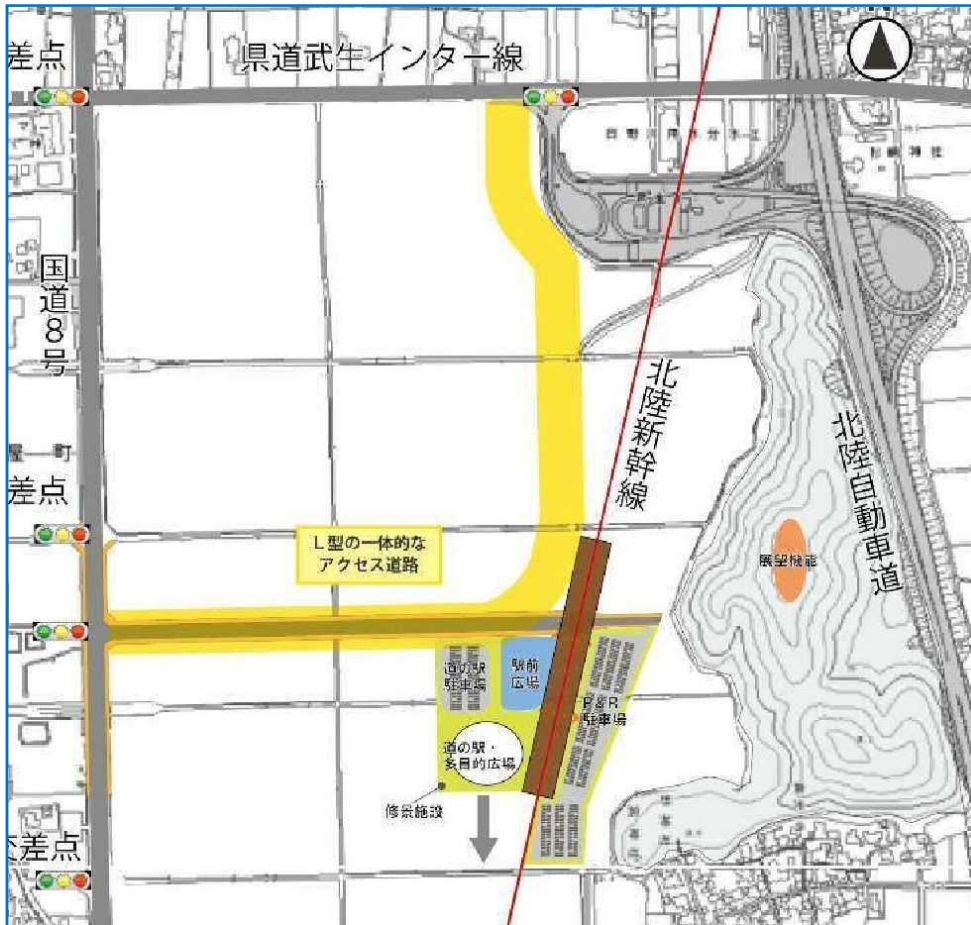 差点
県道武生インター線
国道8号
北陸新幹線
北陸自動車道
町
差点
L型の一体的な
アクセス道路
展望機能
道の駅
駐車場
駅前
広場
P&R
駐車場
道の駅・
多目的広場
修景施設
交差点